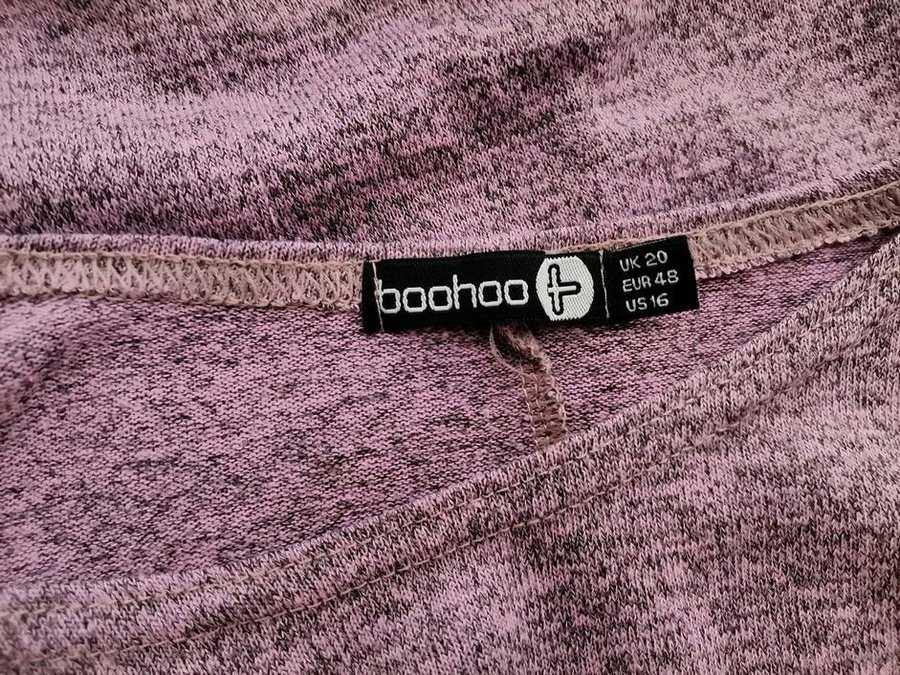 boohoo +
UK 20
EUR 48
US 16